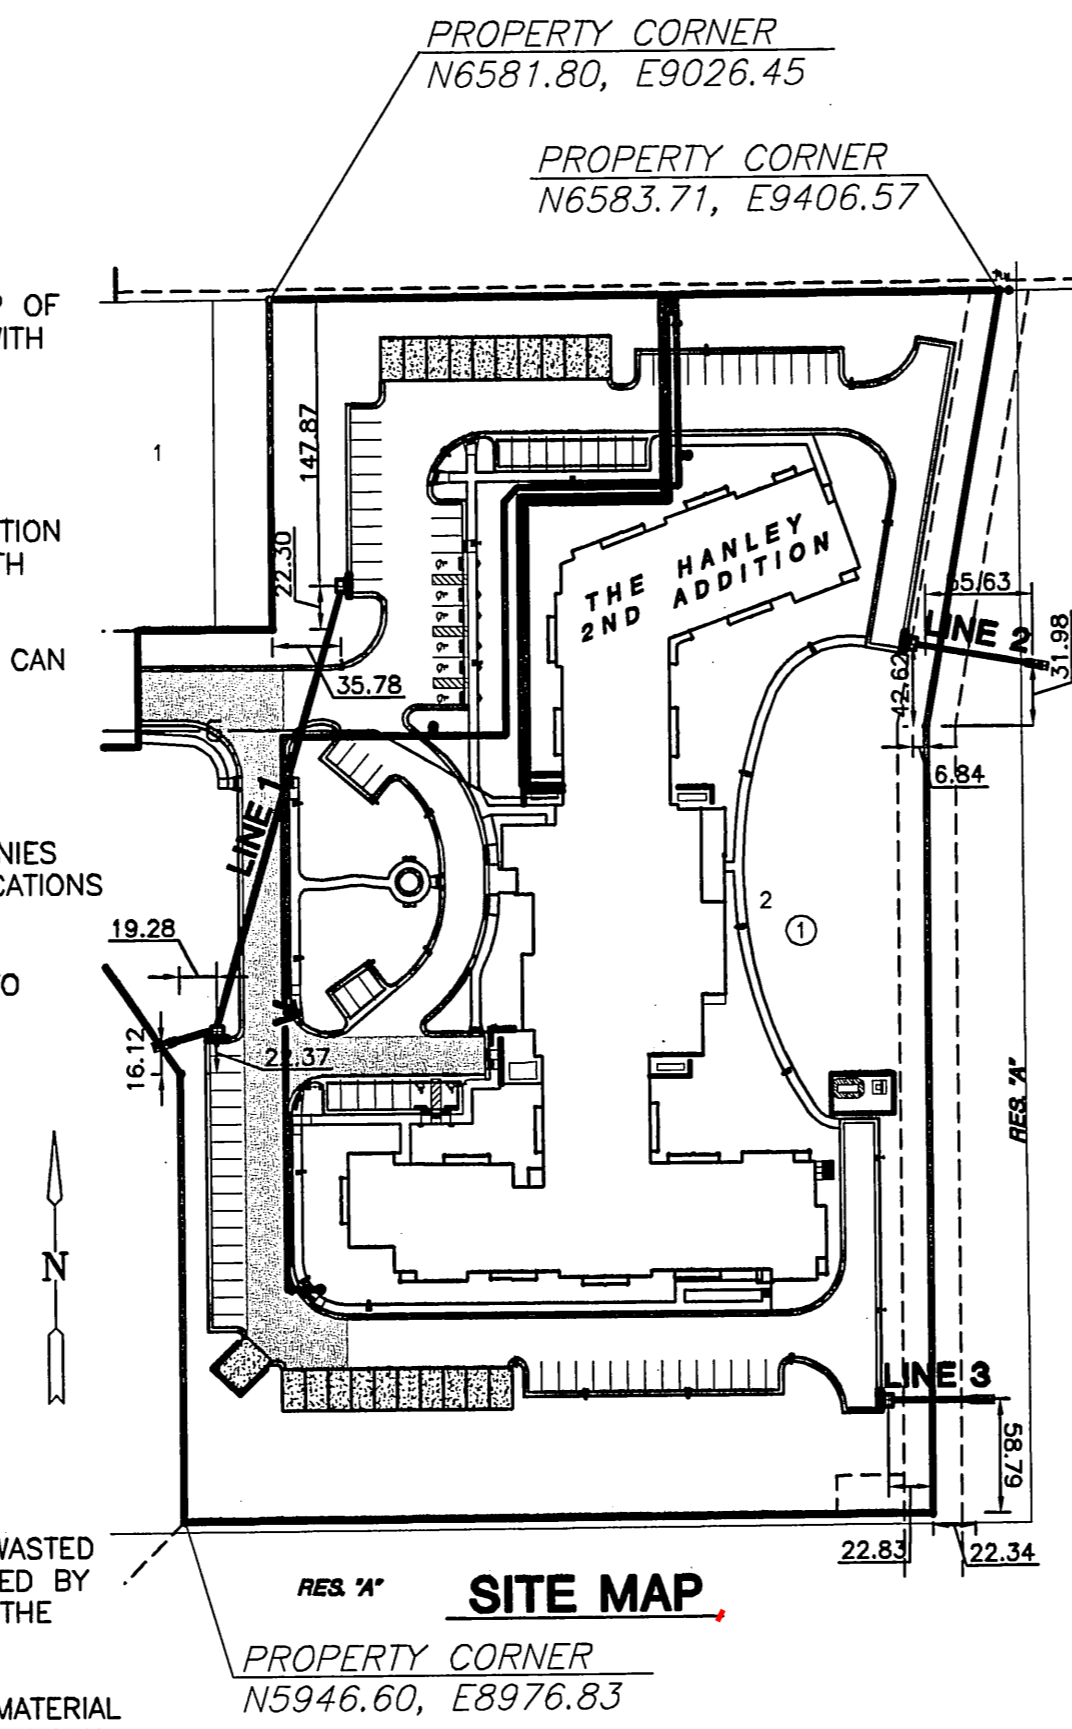 PROPERTY CORNER
N6581.80, E9026.45
PROPERTY CORNER
N6583.71, E9406.57
P OF
WITH
147.87
1
TION
TH
22.30
THE HANLEY
2ND ADDITION
65.63
LINE 2
31.98
CAN
35.78
42.62
6.84
LINE 1
NIES
CATIONS
2
1
19.28
TO
16.12
22.37
RES. "A"
N
LINE 3
58.79
22.83
22.34
WASTED
ED BY
THE
RES. "A"
SITE MAP
PROPERTY CORNER
N5946.60, E8976.83
MATERIAL